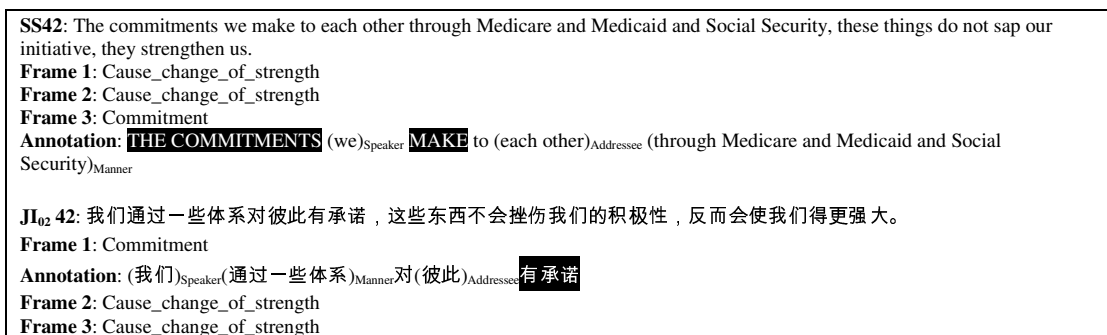 SS42: The commitments we make to each other through Medicare and Medicaid and Social Security, these things do not sap our
initiative, they strengthen us.
Frame 1: Cause_change_of_strength
Frame 2: Cause_change_of_strength
Frame 3: Commitment
Annotation: THE COMMITMENTS (we)Speaker MAKE to (each other)Addressee (through Medicare and Medicaid and Social
Security)Manner
JI02 42: 我们通过一些体系对彼此有承诺，这些东西不会挫伤我们的积极性，反而会使我们得更强大。
Frame 1: Commitment
Annotation: (我们)Speaker(通过一些体系)Manner对(彼此)Addressee有承诺
Frame 2: Cause_change_of_strength
Frame 3: Cause_change_of_strength